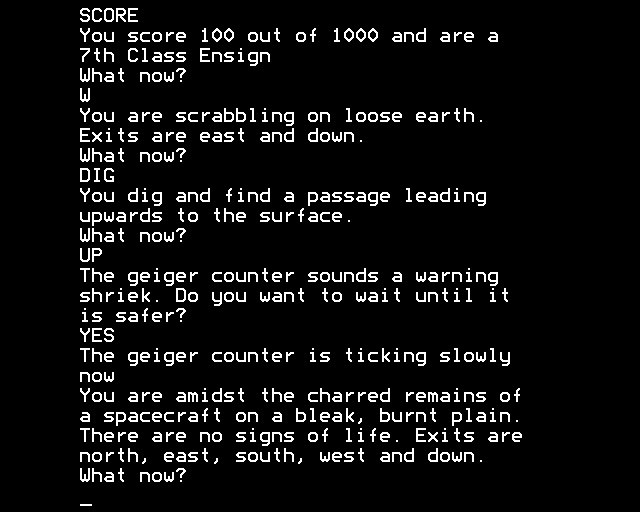 SCORE
You score 100 out of 1000 and are a
7th Class Ensign
What now?
W
You are scrabbling on loose earth.
Exits are east and down.
What now?
DIG
You dig and find a passage leading
upwards to the surface.
What now?
UP
The geiger counter sounds a warning
shriek. Do you want to wait until it
is safer?
YES
The geiger counter is ticking slowly
now
You are amidst the charred remains of
a spacecraft on a bleak, burnt plain.
There are no signs of life. Exits are
north, east, south, west and down.
What now?
_